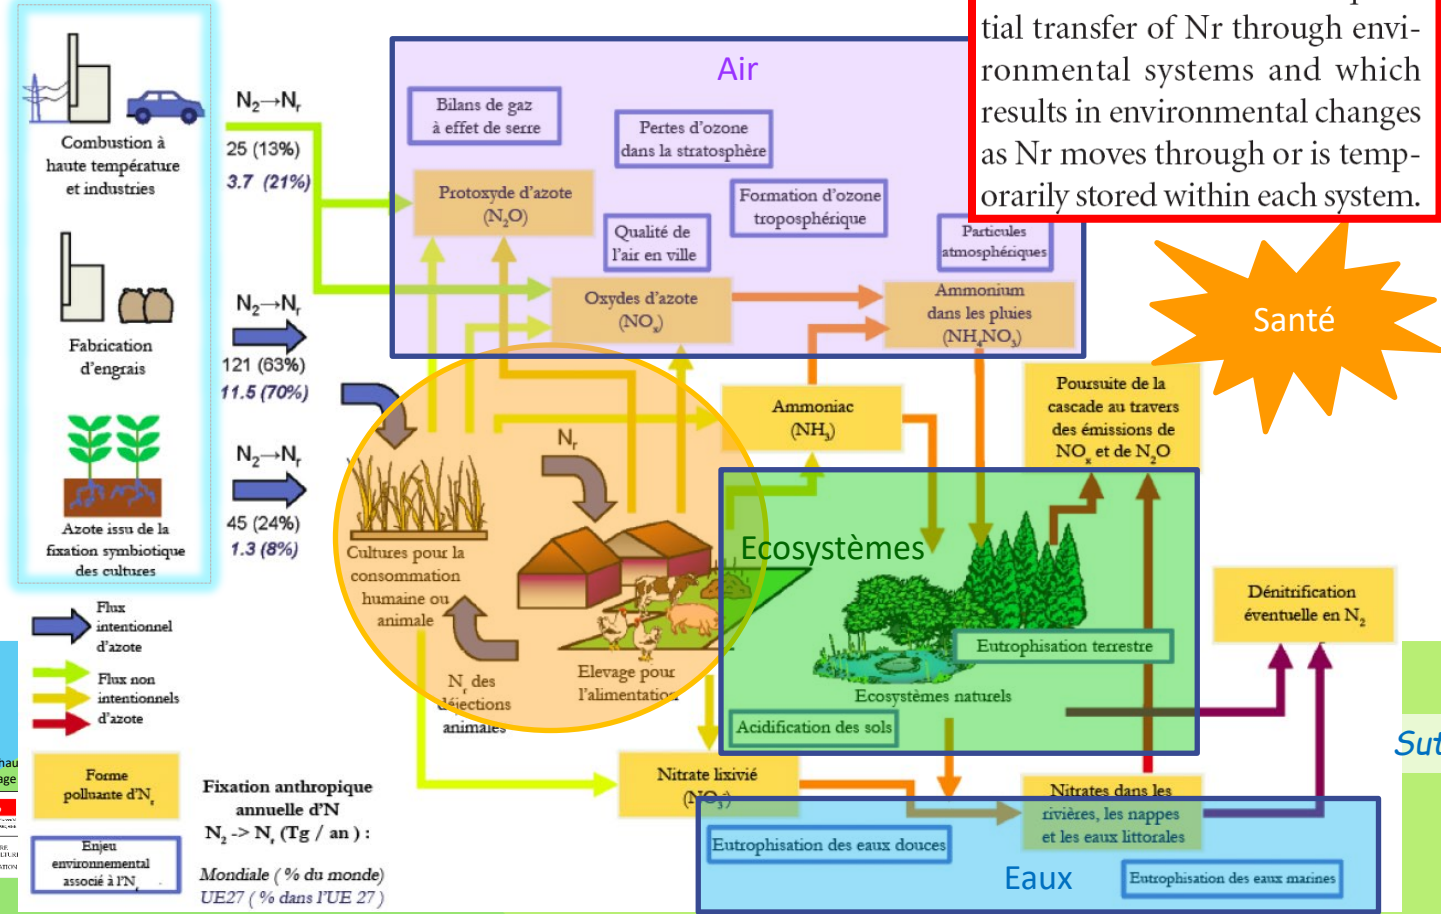 tial transfer of Nr through envi-
ronmental systems and which
results in environmental changes
as Nr moves through or is temp-
orarily stored within each system.
Air
Bilans de gaz
à effet de serre
Pertes d'ozone
dans la stratosphère
Protoxyde d'azote
(N₂O)
Formation d'ozone
troposphérique
Qualité de
l'air en ville
Particules
atmosphériques
Oxydes d'azote
(NOₓ)
Ammonium
dans les pluies
(NH₄NO₃)
Santé
Combustion à
haute température
et industries
N₂→Nᵣ
25 (13%)
3.7 (21%)
Fabrication
d'engrais
N₂→Nᵣ
121 (63%)
11.5 (70%)
Azote issu de la
fixation symbiotique
des cultures
N₂→Nᵣ
45 (24%)
1.3 (8%)
Ammoniac
(NH₃)
Poursuite de la
cascade au travers
des émissions de
NOₓ et de N₂O
Nᵣ
Cultures pour la
consommation
humaine ou
animale
Elevage pour
l'alimentation
Nᵣ des
déjections
animales
Ecosystèmes
Eutrophisation terrestre
Ecosystèmes naturels
Acidification des sols
Dénitrification
éventuelle en N₂
Flux
intentionnel
d'azote
Flux non
intentionnels
d'azote
Forme
polluante d'Nᵣ
Enjeu
environnemental
associé à l'Nᵣ
Fixation anthropique
annuelle d'N
N₂ -> Nᵣ (Tg / an ) :
Mondiale ( % du monde)
UE27 ( % dans l'UE 27 )
Nitrate lixivié
(NO₃⁻)
Nitrates dans les
rivières, les nappes
et les eaux littorales
Eutrophisation des eaux douces
Eaux
Eutrophisation des eaux marines
Sut